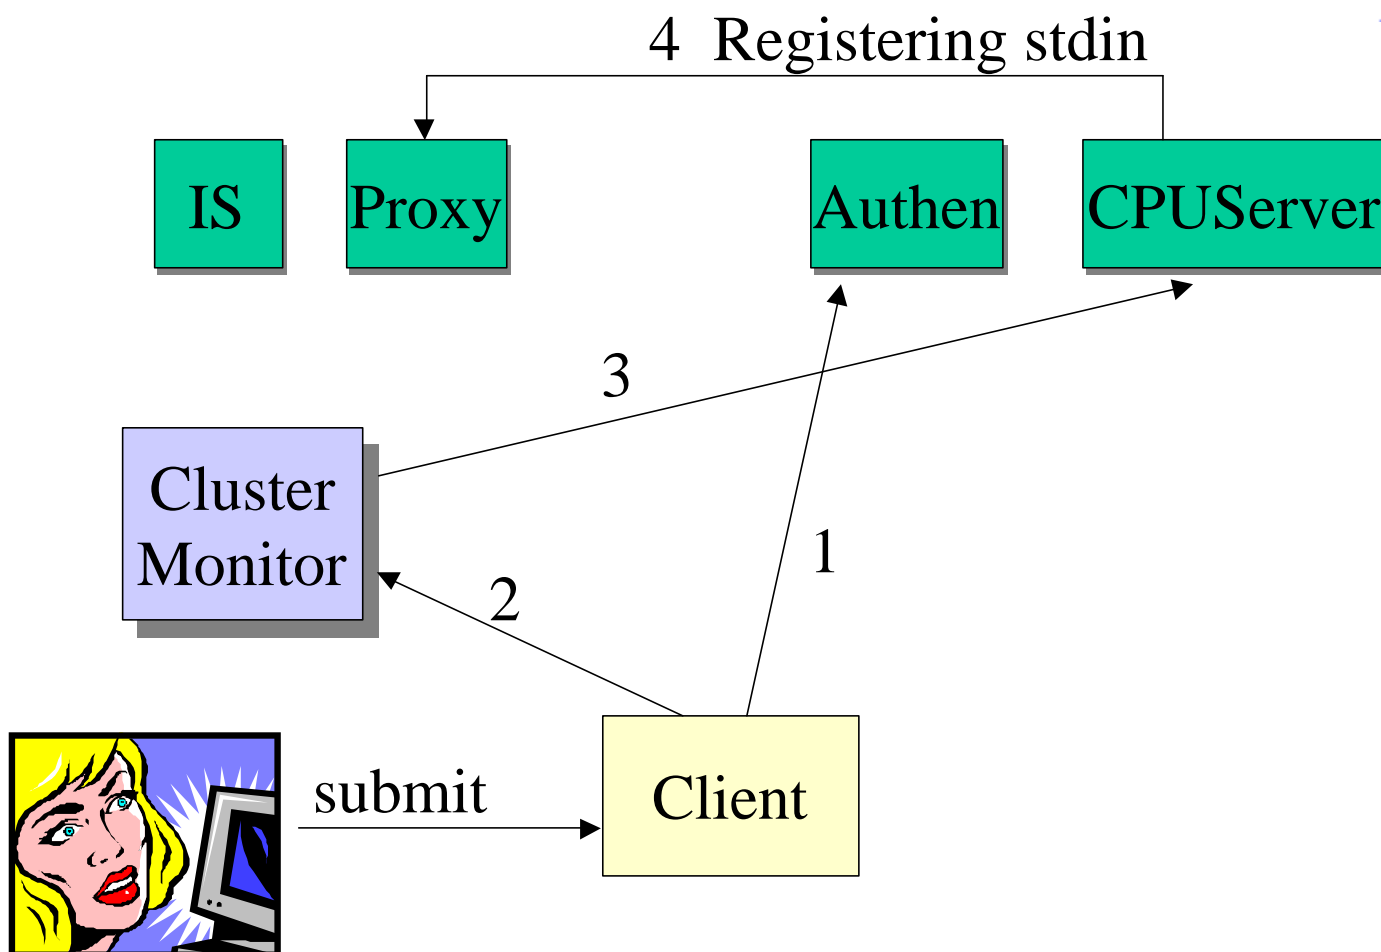 4 Registering stdin
IS
Proxy
Authen
CPUServer
3
Cluster
Monitor
1
2
submit
Client